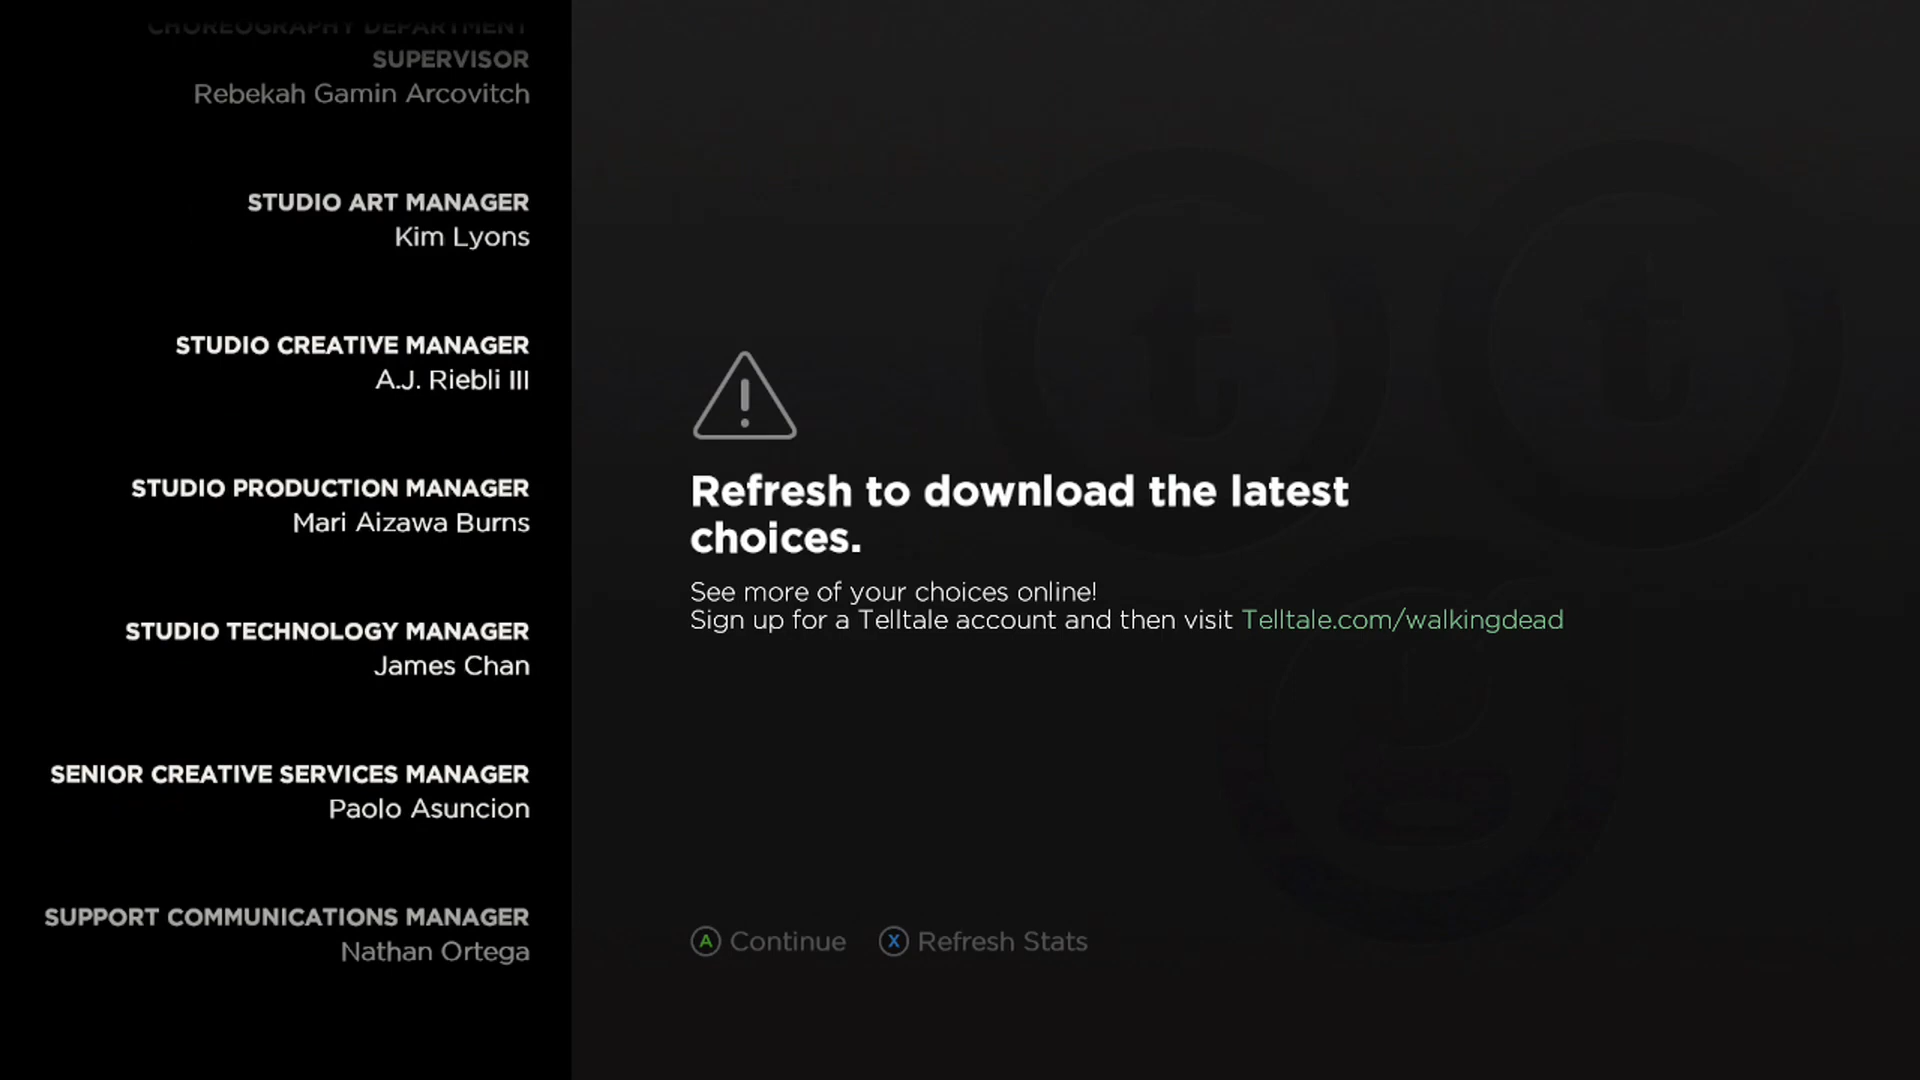 CHOREOGRAPHY DEPARTMENT
SUPERVISOR
Rebekah Gamin Arcovitch
STUDIO ART MANAGER
Kim Lyons
STUDIO CREATIVE MANAGER
A.J. Riebli III
STUDIO PRODUCTION MANAGER
Mari Aizawa Burns
STUDIO TECHNOLOGY MANAGER
James Chan
SENIOR CREATIVE SERVICES MANAGER
Paolo Asuncion
SUPPORT COMMUNICATIONS MANAGER
Nathan Ortega
t t
g
Refresh to download the latest
choices.
See more of your choices online!
Sign up for a Telltale account and then visit Telltale.com/walkingdead
A Continue X Refresh Stats